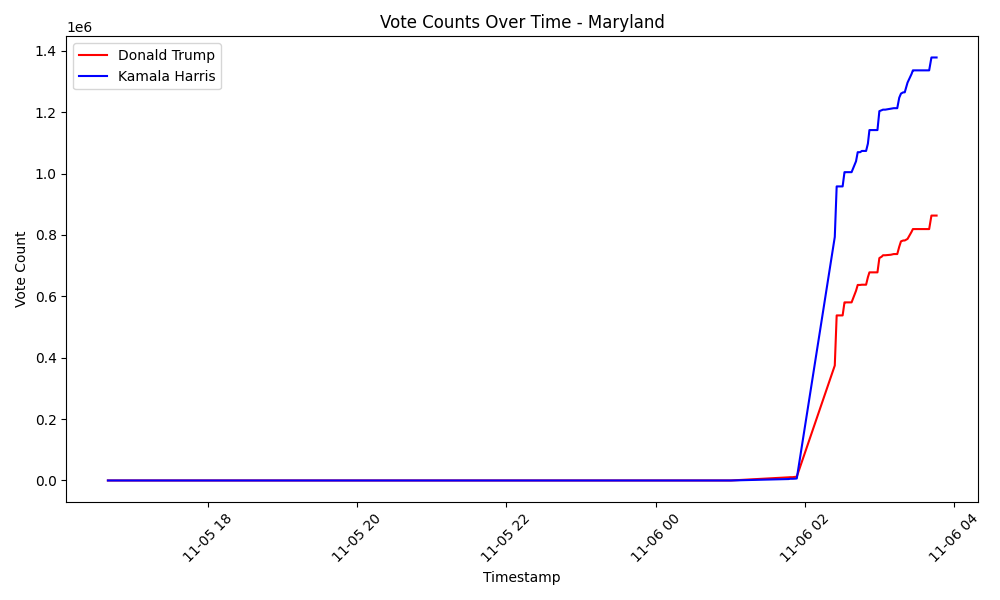 Vote Counts Over Time - Maryland
1e6
Donald Trump
Kamala Harris
1.4
1.2
1.0
0.8
0.6
0.4
0.2
0.0
Vote Count
11-05 18
11-05 20
11-05 22
11-06 00
11-06 02
11-06 04
Timestamp